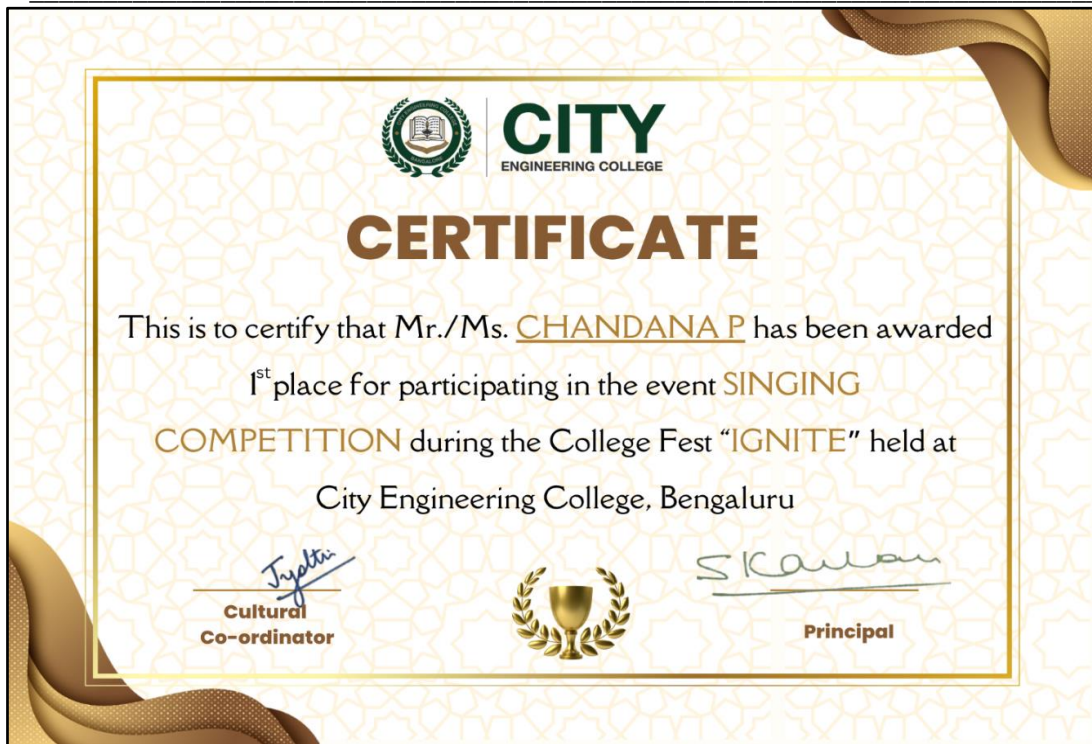 CITY
ENGINEERING COLLEGE
CERTIFICATE
This is to certify that Mr./Ms. CHANDANA P has been awarded
1st place for participating in the event SINGING
COMPETITION during the College Fest “IGNITE” held at
City Engineering College, Bengaluru
Cultural
Co-ordinator
Principal